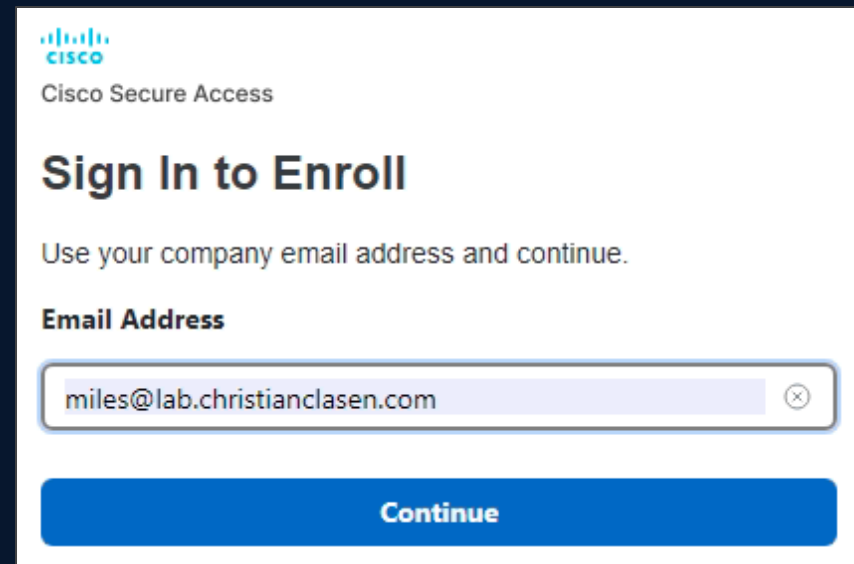 CISCO
Cisco Secure Access
Sign In to Enroll
Use your company email address and continue.
Email Address
miles@lab.christianclasen.com
Continue